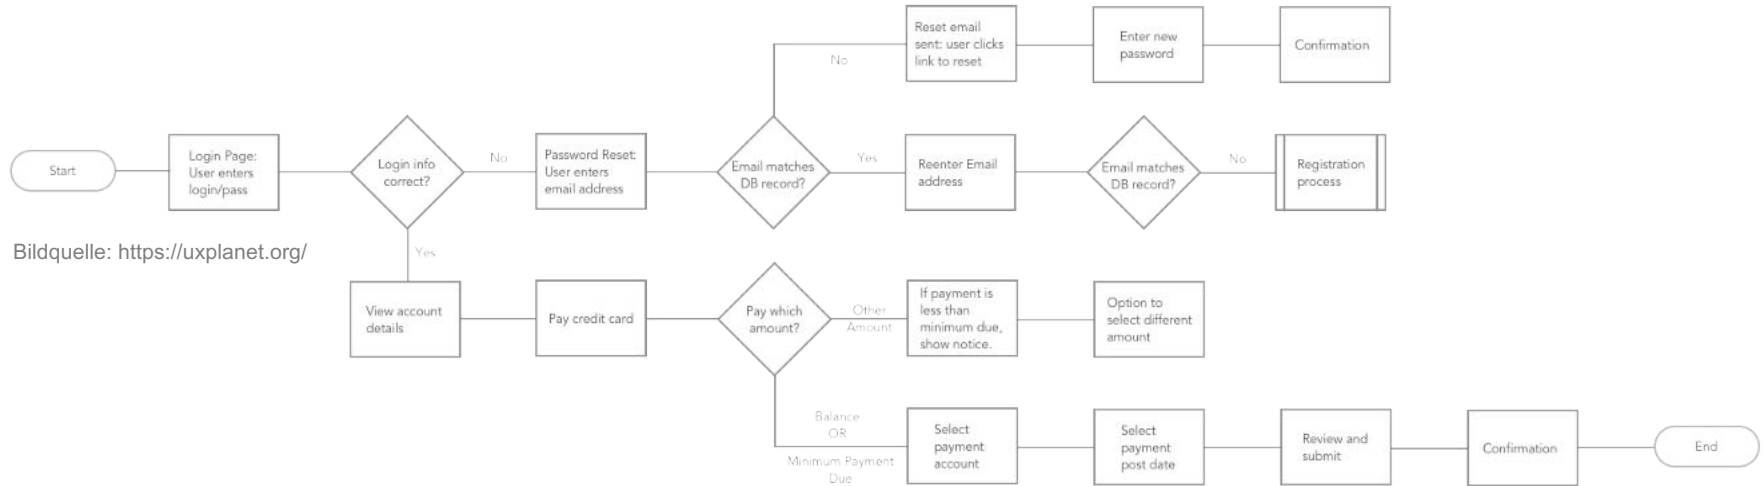 Reset email
sent: user clicks
link to reset
Enter new
password
Confirmation
No
Start
Login Page:
User enters
login/pass
Login info
correct?
No
Password Reset:
User enters
email address
Email matches
DB record?
Yes
Reenter Email
address
Email matches
DB record?
No
Registration
process
Bildquelle: https://uxplanet.org/
Yes
View account
details
Pay credit card
Pay which
amount?
Other
Amount
If payment is
less than
minimum due,
show notice.
Option to
select different
amount
Balance
OR
Minimum Payment
Due
Select
payment
account
Select
payment
post date
Review and
submit
Confirmation
End